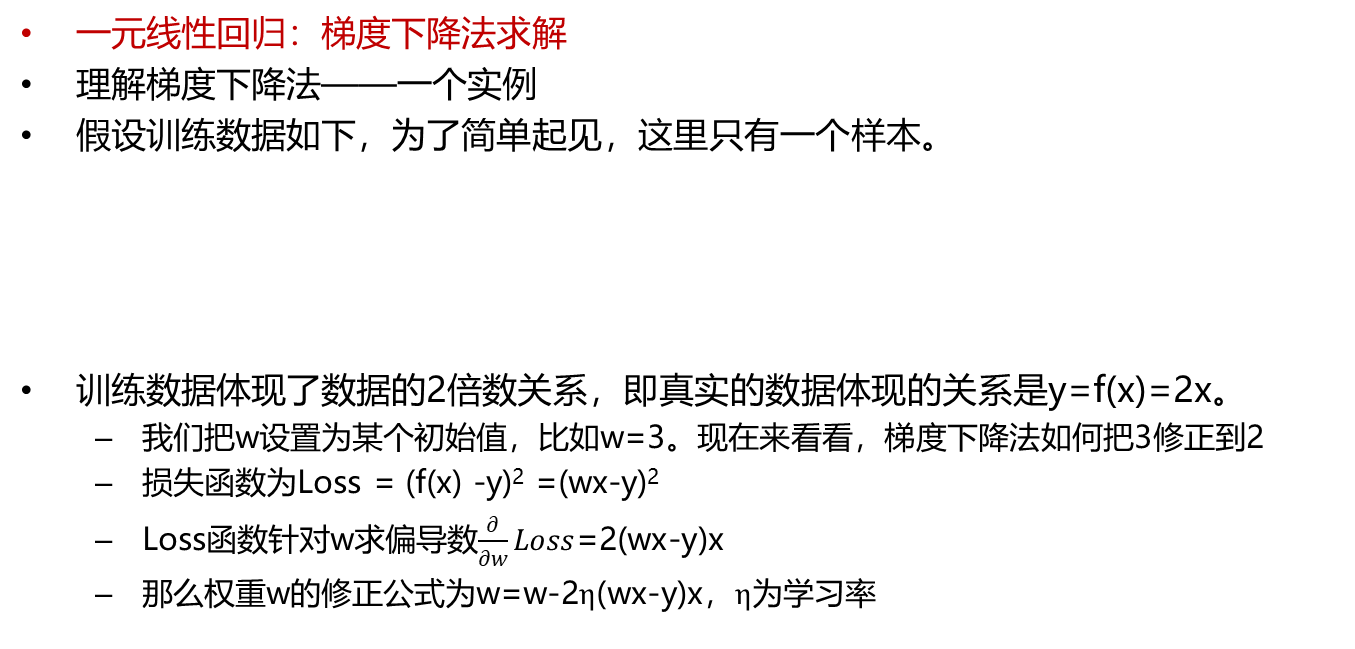 • 一元线性回归：梯度下降法求解
• 理解梯度下降法——一个实例
• 假设训练数据如下，为了简单起见，这里只有一个样本。
• 训练数据体现了数据的2倍数关系，即真实的数据体现的关系是y=f(x)=2x。
– 我们把w设置为某个初始值，比如w=3。现在来看看，梯度下降法如何把3修正到2
– 损失函数为Loss = (f(x) -y)² =(wx-y)²
– Loss函数针对w求偏导数∂/∂w Loss=2(wx-y)x
– 那么权重w的修正公式为w=w-2η(wx-y)x，η为学习率